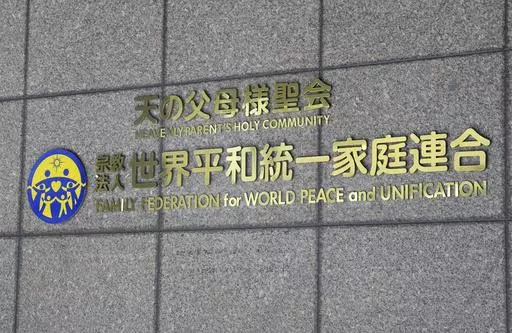 天の父母様聖会
HEAVENLY PARENT'S HOLY COMMUNITY
宗教法人 世界平和統一家庭連合
FAMILY FEDERATION for WORLD PEACE and UNIFICATION